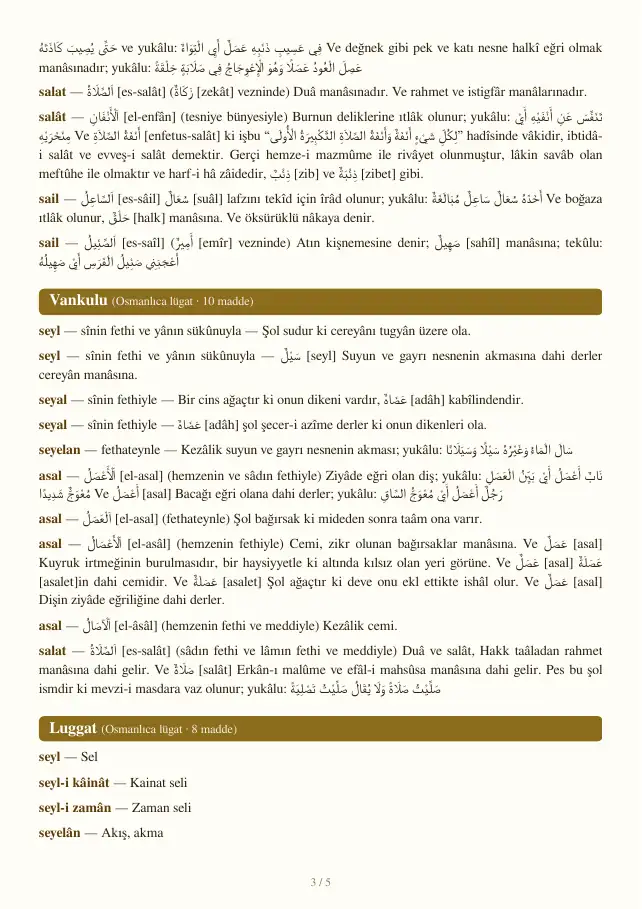 حَتَّى يُصِيبَ كَاذَتَهُ ve yukâlu: فِي عَسِيبِ ذَنَبِهِ عَصَلٌ أَيِ الْتِوَاءٌ Ve değnek gibi pek ve katı nesne halkî eğri olmak
manâsınadır; yukâlu: عَصِلَ الْعُودُ عَصَلًا وَهُوَ الْاِعْوِجَاجُ فِي صَلَابَةٍ خِلْقَةً
salat — اَلصَّلَاةُ [es-salât] (زَكَاةٌ [zekât] vezninde) Duâ manâsınadır. Ve rahmet ve istigfâr manâlarınadır.
salât — اَلْأَنْفَانِ [el-enfân] (tesniye bünyesiyle) Burnun deliklerine ıtlâk olunur; yukâlu: تَنَفَّسَ عَنِ أَنْفَيْهِ أَيْ
مِنْخَرَيْهِ Ve أَنْفَةُ الصَّلَاةِ [enfetus-salât] ki işbu “لِكُلِّ شَيْءٍ أَنْفَةٌ وَأَنْفَةُ الصَّلَاةِ التَّكْبِيرَةُ الْأُولَى” hadîsinde vâkidir, ibtidâ-
i salât ve evveş-i salât demektir. Gerçi hemze-i mazmûme ile rivâyet olunmuştur, lâkin savâb olan
meftûhe ile olmaktır ve harf-i hâ zâidedir, ذِنْبٌ [zib] ve ذِئْبَةٌ [zibet] gibi.
sail — اَلسَّاعِلُ [es-sâil] سُعَالٌ [suâl] lafzını tekîd için îrâd olunur; yukâlu: أَخَذَهُ سُعَالٌ سَاعِلٌ مُبَالَغَةٌ Ve boğaza
ıtlâk olunur, حَلْقٌ [halk] manâsına. Ve öksürüklü nâkaya denir.
sail — اَلصَّئِيلُ [es-saîl] (أَمِيرٌ [emîr] vezninde) Atın kişnemesine denir; صَهِيلٌ [sahîl] manâsına; tekûlu:
أَعْجَبَنِي صَئِيلُ الْفَرَسِ أَيْ صَهِيلُهُ
Vankulu (Osmanlıca lügat · 10 madde)
seyl — sînin fethi ve yânın sükûnuyla — Şol sudur ki cereyânı tugyân üzere ola.
seyl — sînin fethi ve yânın sükûnuyla — سَيْلٌ [seyl] Suyun ve gayrı nesnenin akmasına dahi derler
cereyân manâsına.
seyal — sînin fethiyle — Bir cins ağaçtır ki onun dikeni vardır, عَضَاهٌ [adâh] kabîlindendir.
seyal — sînin fethiyle — عَضَاهٌ [adâh] şol şecer-i azîme derler ki onun dikenleri ola.
seyelan — fethateynle — Kezâlik suyun ve gayrı nesnenin akması; yukâlu: سَالَ الْمَاءُ وَغَيْرُهُ سَيْلًا وَسَيَلَانًا
asal — اَلْأَعْصَلُ [el-asal] (hemzenin ve sâdın fethiyle) Ziyâde eğri olan diş; yukâlu: نَابٌ أَعْصَلُ أَيْ بَيِّنُ الْعَصَلِ
مُعْوَجٌّ شَدِيدًا Ve أَعْصَلُ [asal] Bacağı eğri olana dahi derler; yukâlu: رَجُلٌ أَعْصَلُ أَيْ مُعْوَجُّ السَّاقِ
asal — اَلْعَصَلُ [el-asal] (fethateynle) Şol bağırsak ki mideden sonra taâm ona varır.
asal — اَلْأَعْصَالُ [el-asâl] (hemzenin fethiyle) Cemi, zikr olunan bağırsaklar manâsına. Ve عَصَلٌ [asal]
Kuyruk irtmeğinin burulmasıdır, bir haysiyyetle ki altında kılsız olan yeri görüne. Ve عَصَلٌ [asal] عَصَلَةٌ
[asalet]in dahi cemidir. Ve عَصَلَةٌ [asalet] Şol ağaçtır ki deve onu ekl ettikte ishâl olur. Ve عَصَلٌ [asal]
Dişin ziyâde eğriliğine dahi derler.
asal — اَلْآصَالُ [el-âsâl] (hemzenin fethi ve meddiyle) Kezâlik cemi.
salat — اَلصَّلَاةُ [es-salât] (sâdın fethi ve lâmın fethi ve meddiyle) Duâ ve salât, Hakk taâladan rahmet
manâsına dahi gelir. Ve صَلَاةٌ [salât] Erkân-ı malûme ve efâl-i mahsûsa manâsına dahi gelir. Pes bu şol
ismdir ki mevzi-i masdara vaz olunur; yukâlu: صَلَّيْتُ صَلَاةً وَلَا يُقَالُ صَلَّيْتُ تَصْلِيَةً
Luggat (Osmanlıca lügat · 8 madde)
seyl — Sel
seyl-i kâinât — Kainat seli
seyl-i zamân — Zaman seli
seyelân — Akış, akma
3 / 5